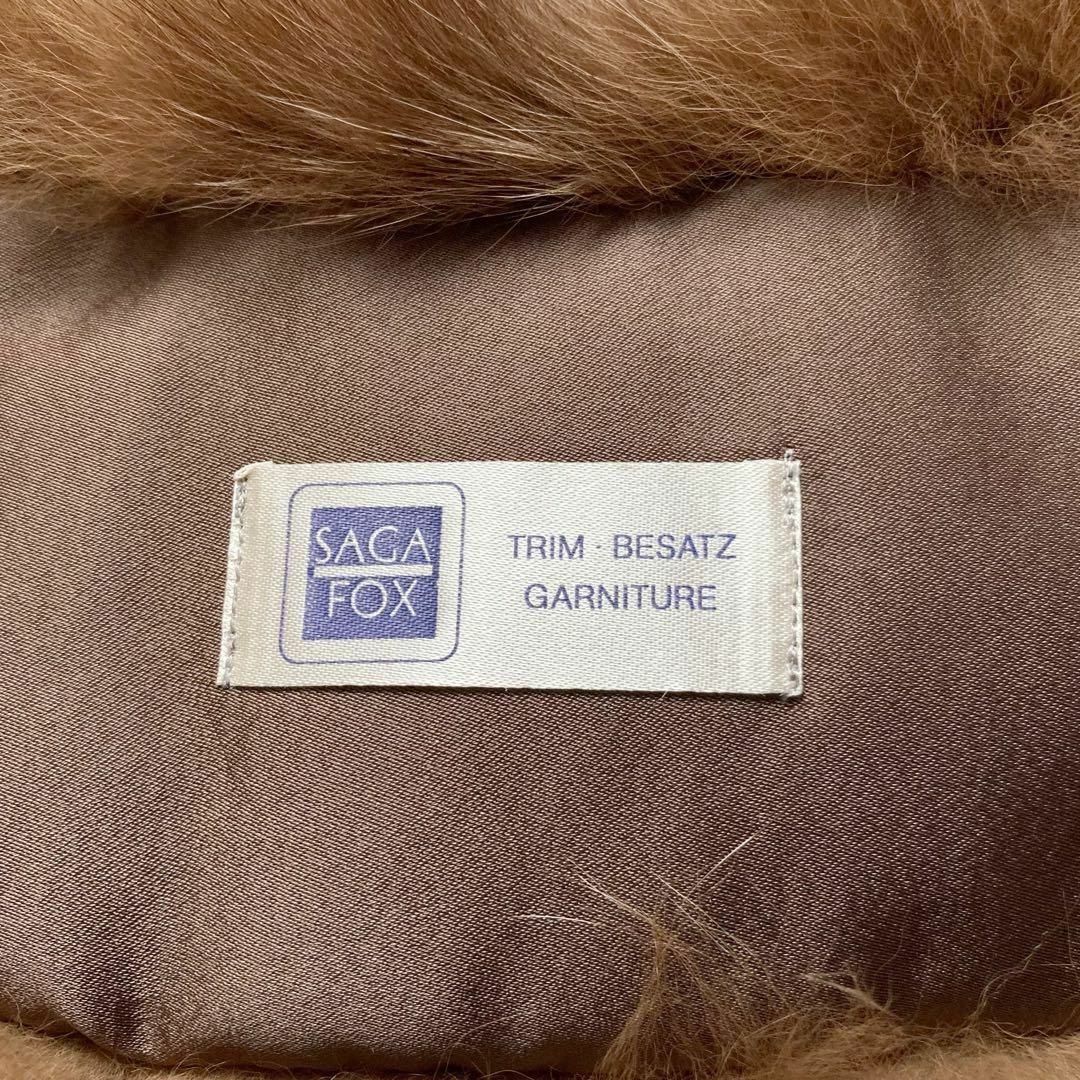 SAGA
FOX
TRIM · BESATZ
GARNITURE